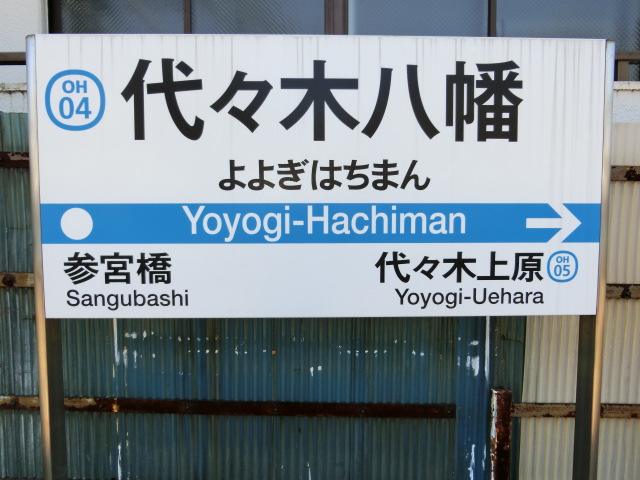 OH
04
代々木八幡
よよぎはちまん
Yoyogi-Hachiman
参宮橋
代々木上原
OH
05
Sangubashi
Yoyogi-Uehara